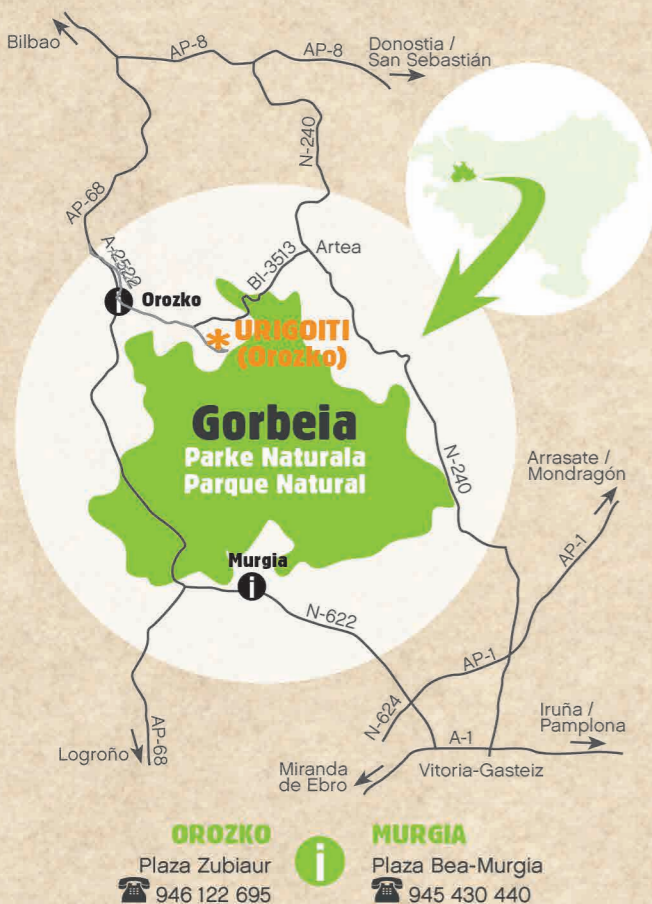 Bilbao
AP-8
AP-8
Donostia /
San Sebastián
N-240
AP-68
A-2522
BI-3513
Artea
i Orozko
* URIGOITI
(Orozko)
Gorbeia
Parke Naturala
Parque Natural
N-240
Arrasate /
Mondragón
AP-1
Murgia
i
N-622
AP-1
N-624
Iruña /
Pamplona
A-1
AP-68
Logroño
Miranda
de Ebro
Vitoria-Gasteiz
OROZKO
Plaza Zubiaur
☎ 946 122 695
i
MURGIA
Plaza Bea-Murgia
☎ 945 430 440